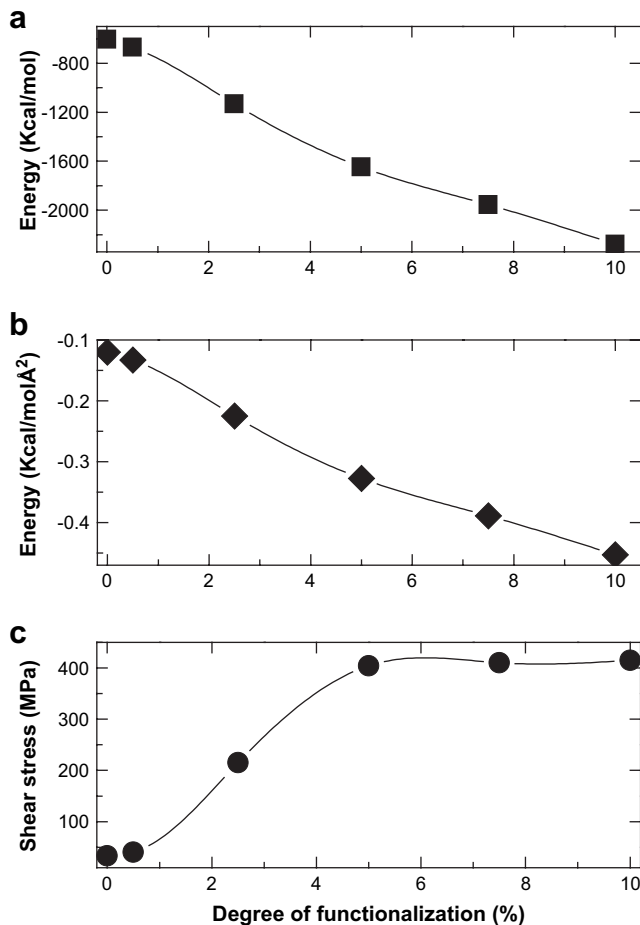 a
Energy (Kcal/mol)
-800
-1200
-1600
-2000
0 2 4 6 8 10
b
Energy (Kcal/molÅ²)
-0.1
-0.2
-0.3
-0.4
0 2 4 6 8 10
c
Shear stress (MPa)
400
300
200
100
0 2 4 6 8 10
Degree of functionalization (%)